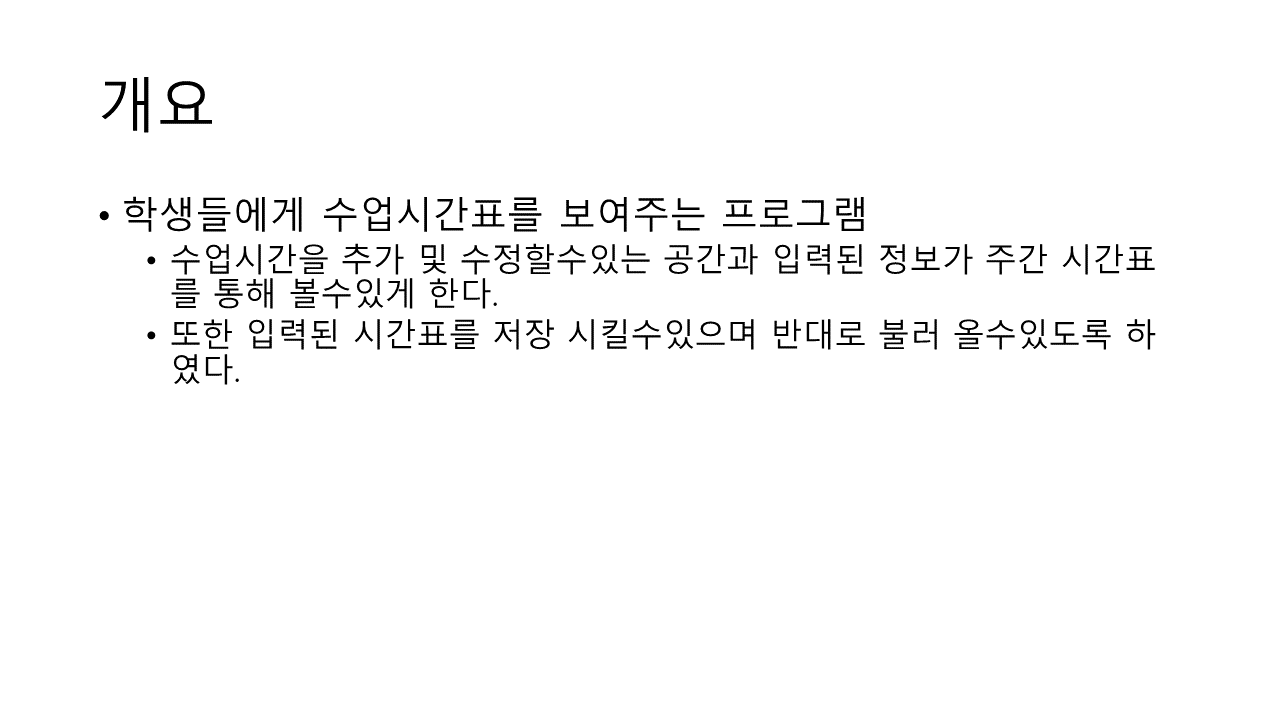 개요
• 학생들에게 수업시간표를 보여주는 프로그램
• 수업시간을 추가 및 수정할수있는 공간과 입력된 정보가 주간 시간표
를 통해 볼수있게 한다.
• 또한 입력된 시간표를 저장 시킬수있으며 반대로 불러 올수있도록 하
였다.